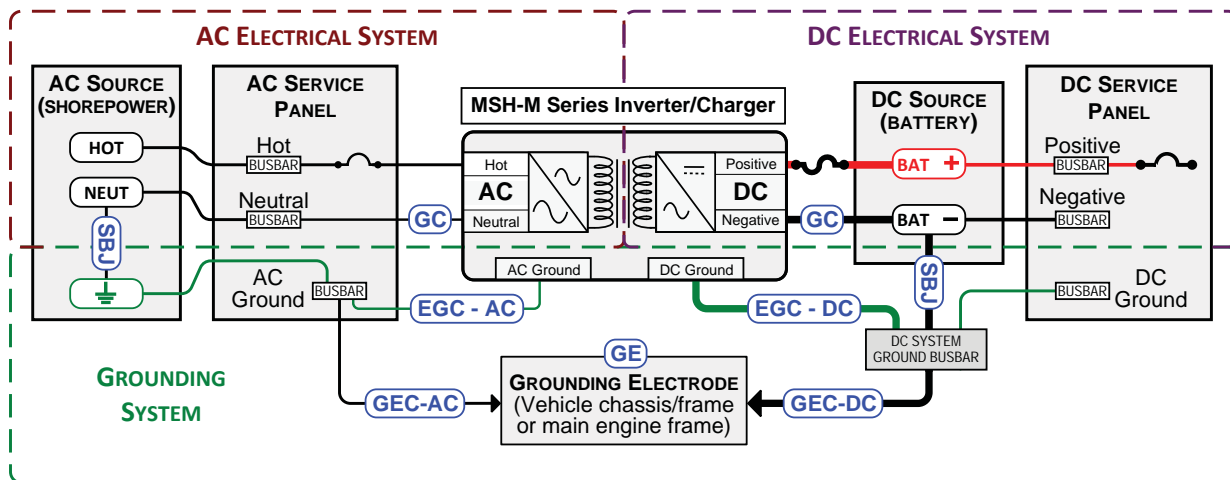 AC ELECTRICAL SYSTEM
DC ELECTRICAL SYSTEM
AC SOURCE
(SHOREPOWER)
HOT
NEUT
SBJ
AC SERVICE
PANEL
Hot
BUSBAR
Neutral
BUSBAR
AC
Ground
BUSBAR
GC
EGC - AC
MSH-M Series Inverter/Charger
Hot
AC
Neutral
Positive
DC
Negative
AC Ground
DC Ground
GC
EGC - DC
DC SOURCE
(BATTERY)
BAT +
BAT −
SBJ
DC SERVICE
PANEL
Positive
BUSBAR
Negative
BUSBAR
DC
Ground
BUSBAR
DC SYSTEM
GROUND BUSBAR
GROUNDING
SYSTEM
GEC-AC
GE
GROUNDING ELECTRODE
(Vehicle chassis/frame
or main engine frame)
GEC-DC